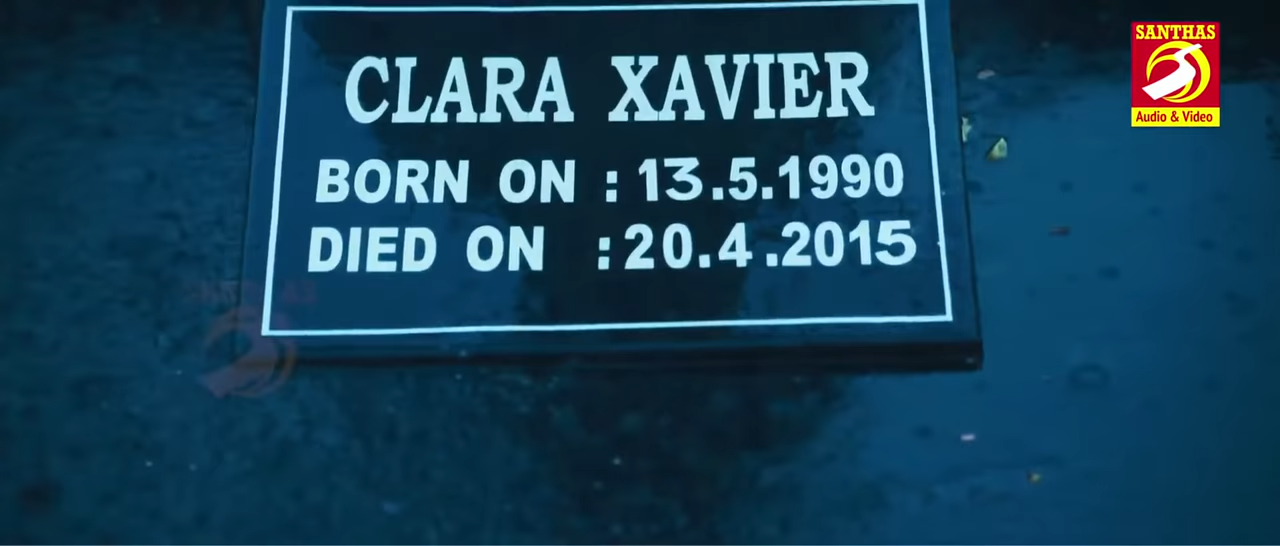 CLARA XAVIER
BORN ON : 13.5.1990
DIED ON : 20.4.2015
SANTHAS
Audio & Video